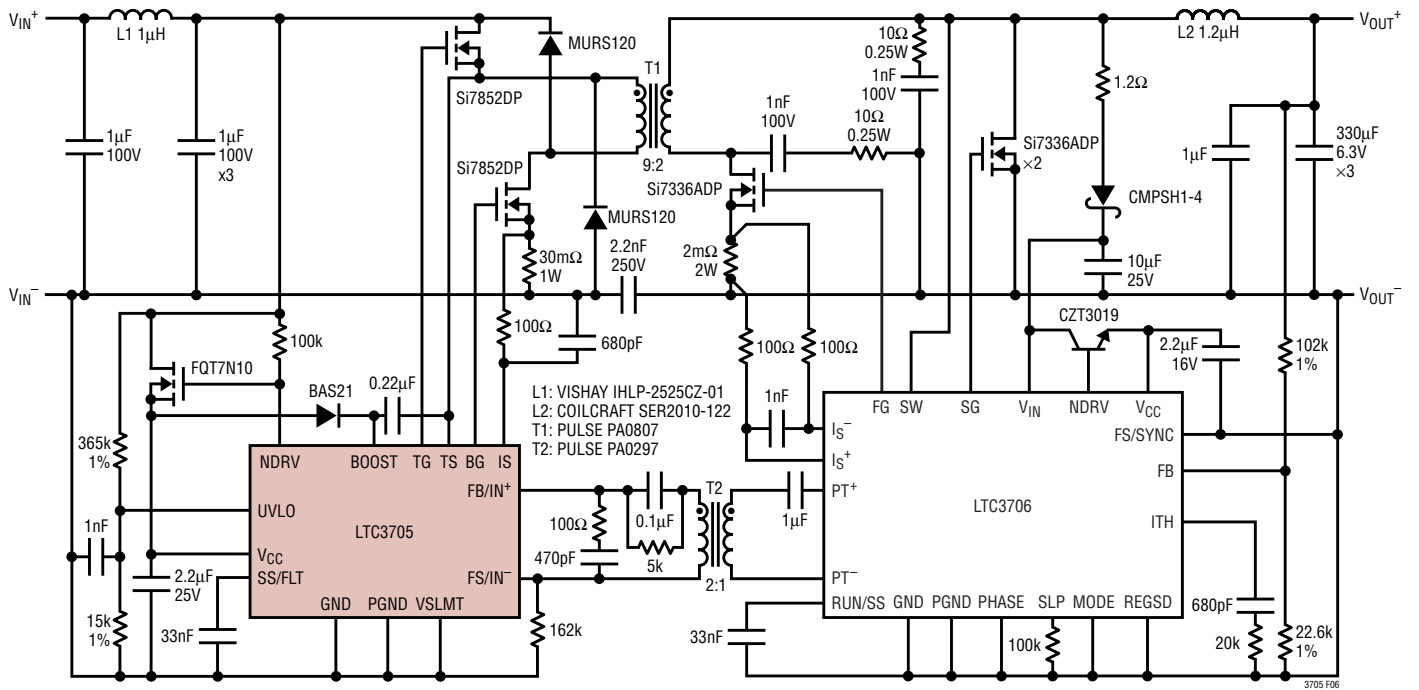 VIN+
L1 1µH
MURS120
T1
10Ω
0.25W
1nF
100V
L2 1.2µH
VOUT+
Si7852DP
1nF
100V
10Ω
0.25W
1.2Ω
1µF
100V
1µF
100V
x3
Si7852DP
9:2
Si7336ADP
Si7336ADP
×2
1µF
330µF
6.3V
×3
MURS120
CMPSH1-4
30mΩ
1W
2.2nF
250V
2mΩ
2W
10µF
25V
VIN−
VOUT−
100k
100Ω
680pF
100Ω
100Ω
CZT3019
2.2µF
16V
102k
1%
FQT7N10
BAS21
0.22µF
L1: VISHAY IHLP-2525CZ-01
L2: COILCRAFT SER2010-122
T1: PULSE PA0807
T2: PULSE PA0297
1nF
FG
SW
SG
VIN
NDRV
VCC
365k
1%
NDRV
BOOST
TG
TS
BG
IS
IS−
FS/SYNC
IS+
FB
FB/IN+
T2
PT+
UVLO
LTC3705
100Ω
0.1µF
1µF
LTC3706
ITH
1nF
VCC
470pF
5k
2.2µF
25V
SS/FLT
FS/IN−
2:1
PT−
GND
PGND
VSLMT
RUN/SS
GND
PGND
PHASE
SLP
MODE
REGSD
680pF
15k
1%
33nF
162k
33nF
100k
20k
22.6k
1%
3705 F06